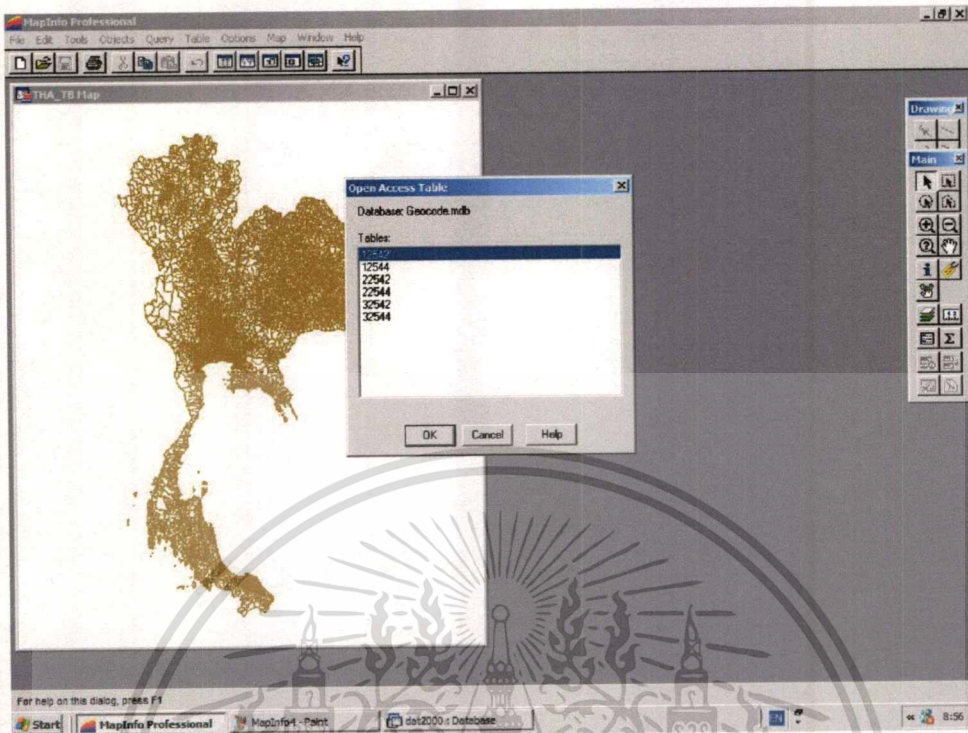 MapInfo Professional
File Edit Tools Objects Query Table Options Map Window Help
THA_TB Map
Drawing
Main
Open Access Table
Database: Geocode.mdb
Tables:
12542
12544
22542
22544
32542
32544
OK Cancel Help
For help on this dialog, press F1
Start MapInfo Professional MapInfo4 - Paint dat2000 : Database EN 8:56